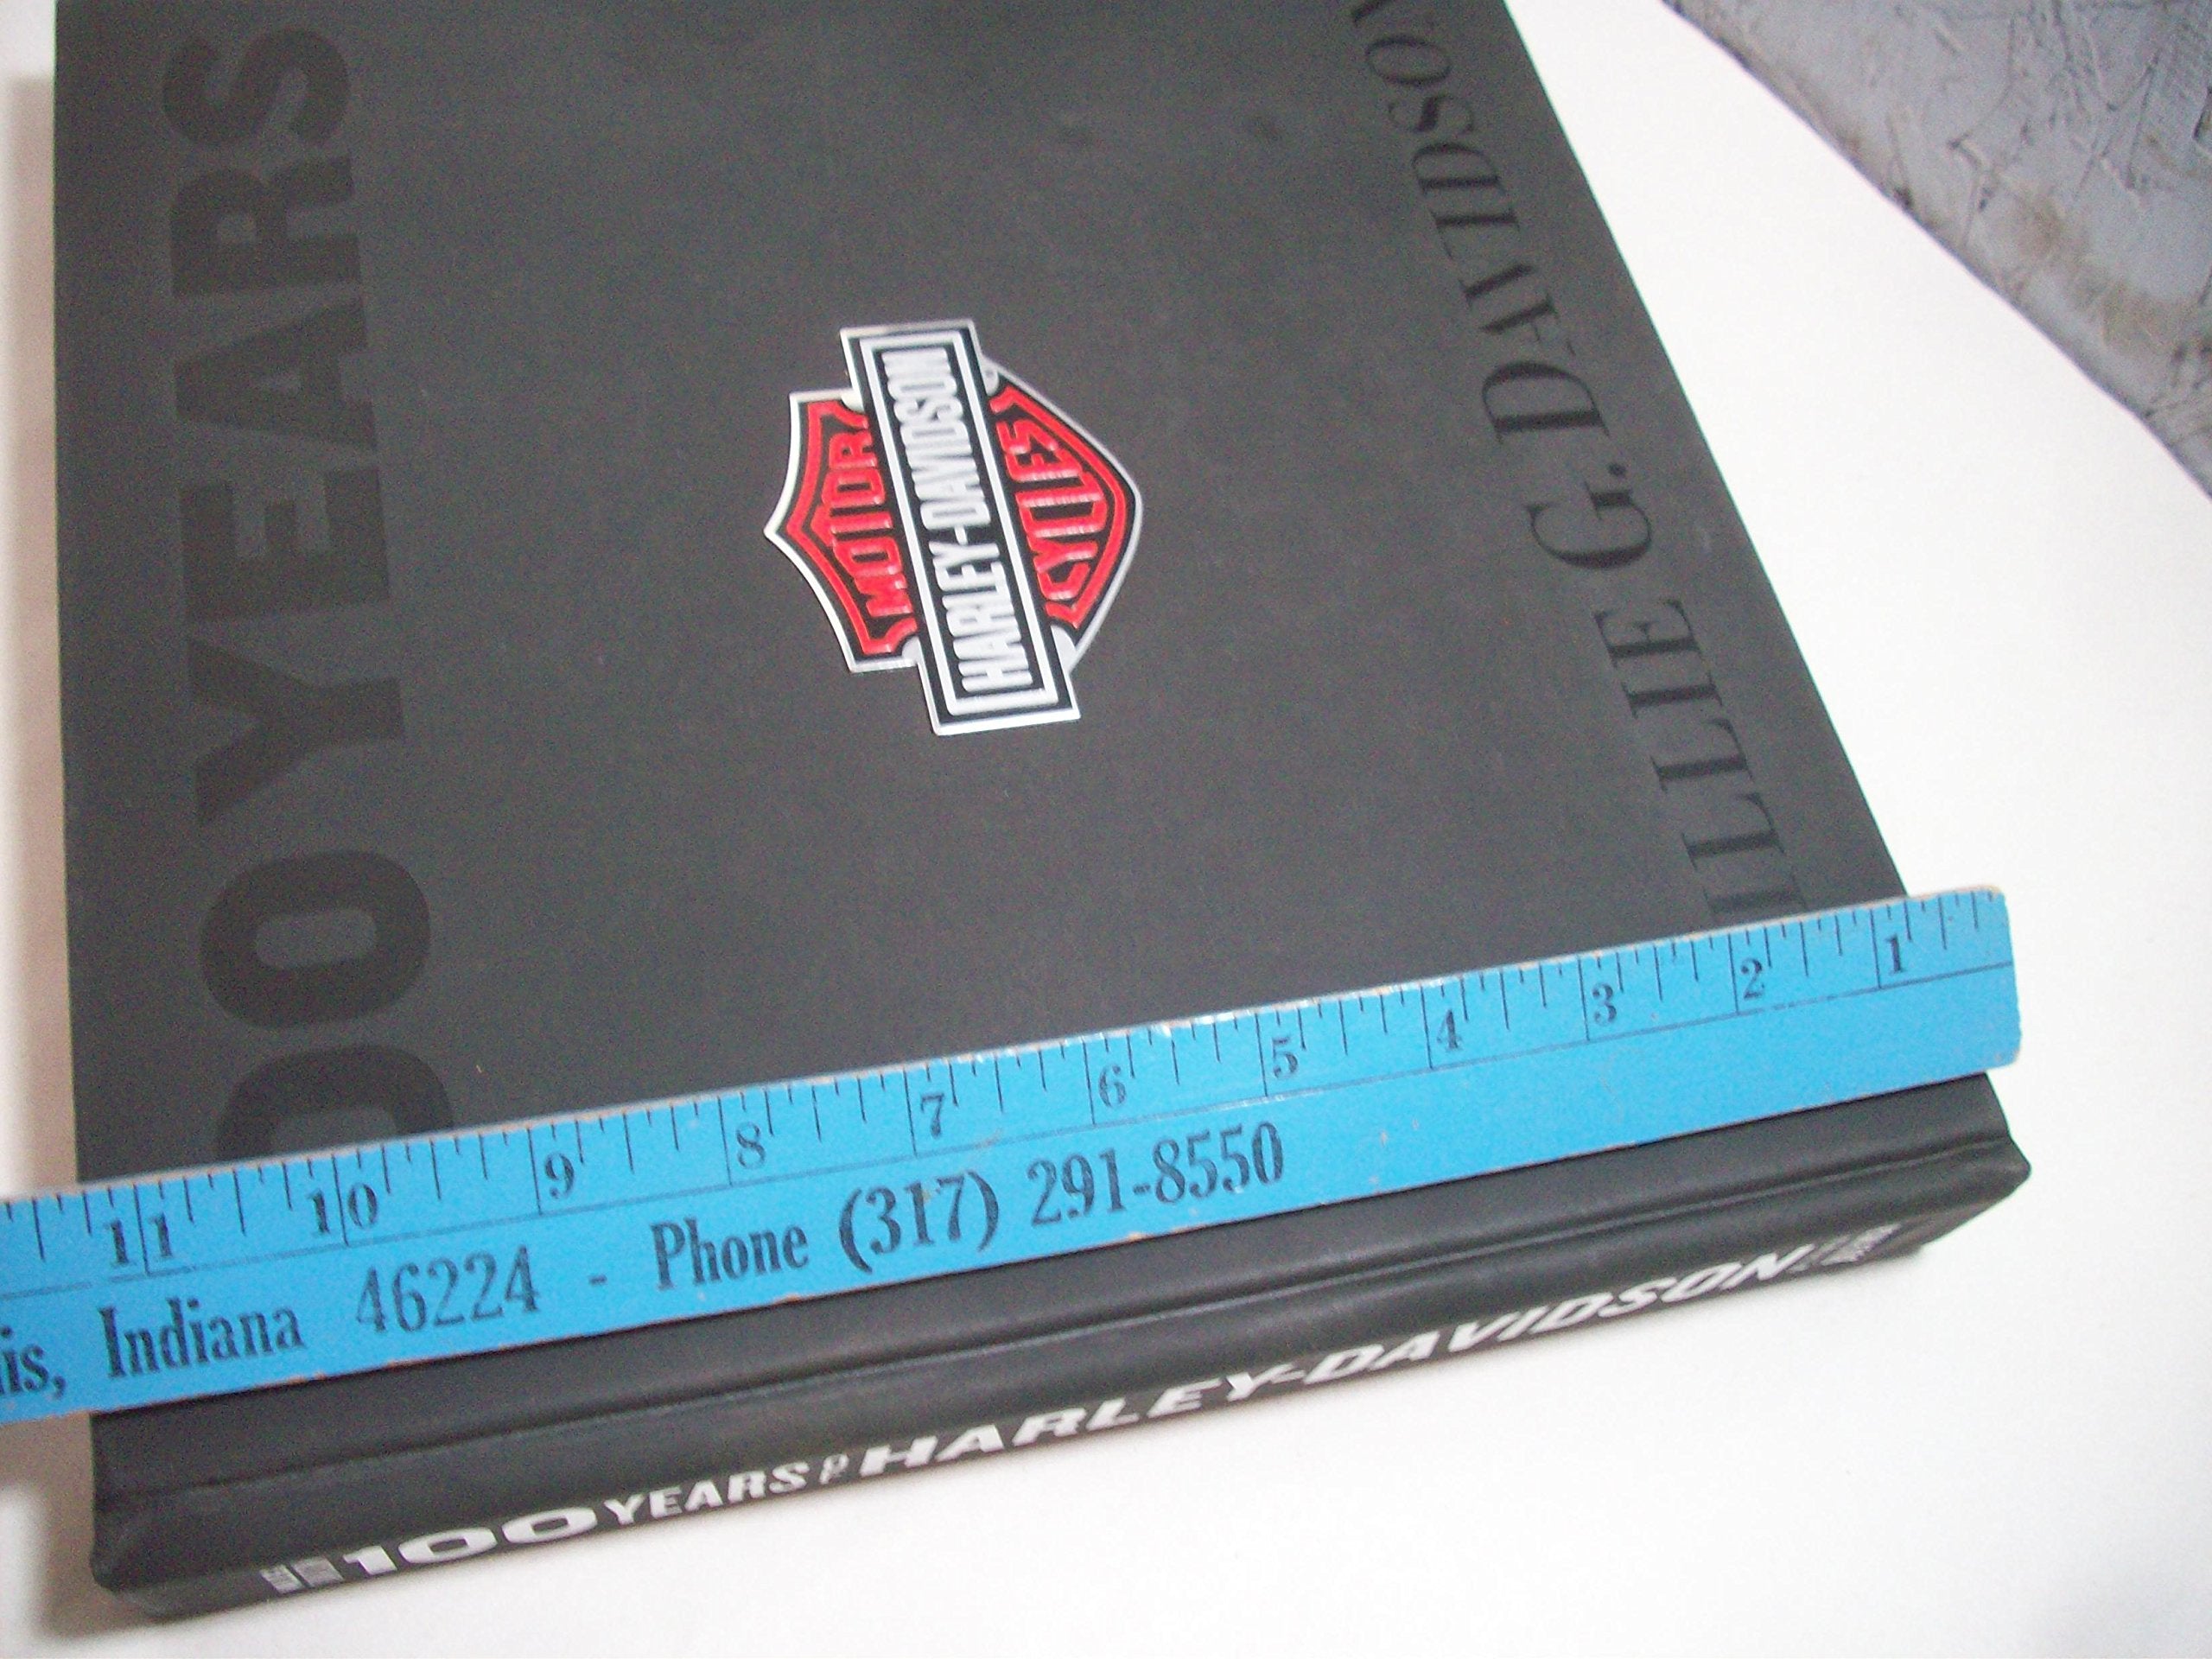 00 YEARS
MOTOR
HARLEY-DAVIDSON
CYCLES
ILLIE G. DAVIDSON
11 10 9 8 7 6 5 4 3 2 1
is, Indiana 46224 - Phone (317) 291-8550
100 YEARS OF HARLEY-DAVIDSON